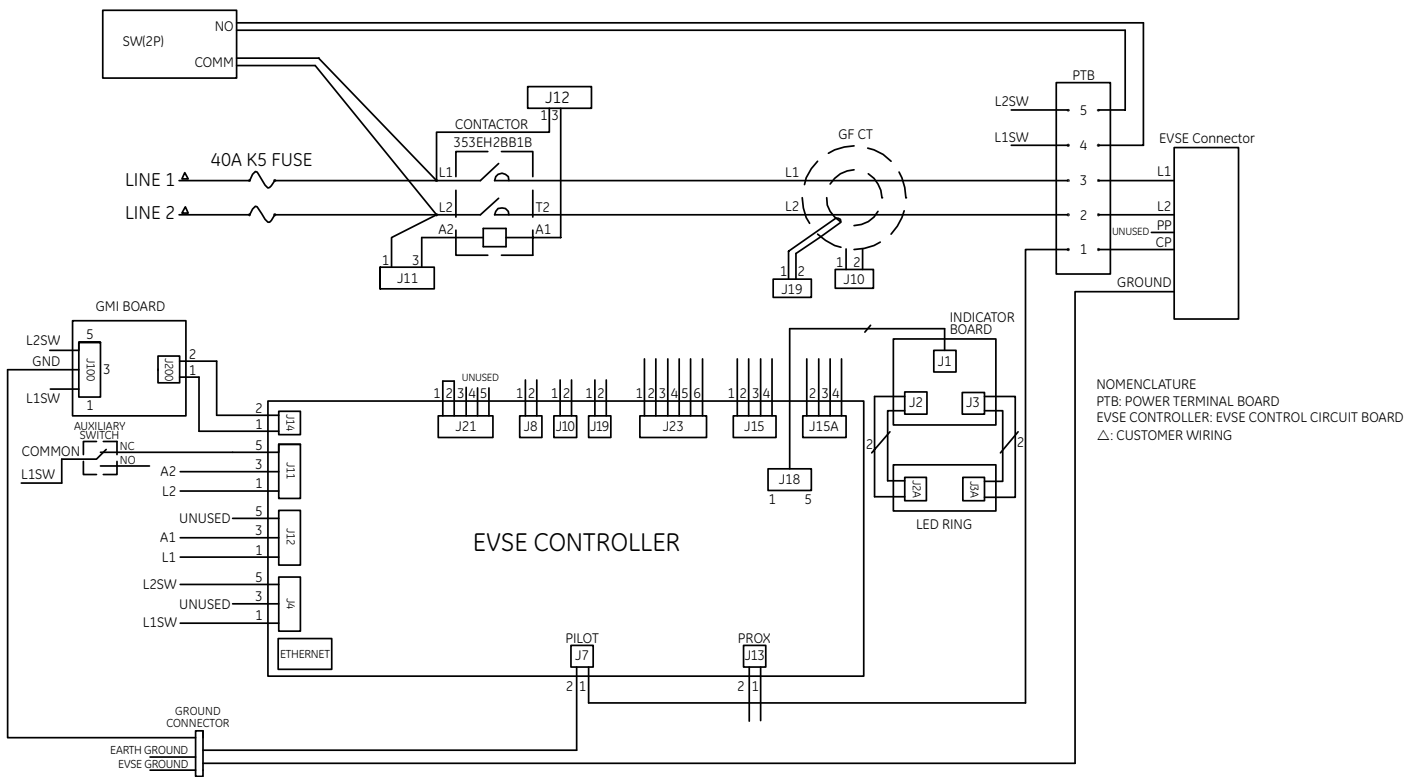 SW(2P)
NO
COMM
J12
1 3
CONTACTOR
353EH2BB1B
40A K5 FUSE
LINE 1 △
LINE 2 △
L1
L2
T2
A2
A1
1
3
J11
GF CT
L1
L2
1 2
J19
1 2
J10
PTB
L2SW
5
L1SW
4
3
2
1
EVSE Connector
L1
L2
UNUSED
PP
CP
GROUND
GMI BOARD
L2SW
5
GND
J100
3
L1SW
1
J200
2
1
AUXILIARY
SWITCH
COMMON
NC
NO
L1SW
2
1
J14
5
A2
3
L2
1
J11
UNUSED
5
A1
3
L1
1
J12
L2SW
5
UNUSED
3
L1SW
1
J4
ETHERNET
UNUSED
1 2 3 4 5
J21
1 2
J8
1 2
J10
1 2
J19
1 2 3 4 5 6
J23
1 2 3 4
J15
2 3 4
J15A
J18
1 5
EVSE CONTROLLER
PILOT
J7
2 1
PROX
J13
2 1
INDICATOR
BOARD
J1
J2
J3
2
2
J2A
J3A
LED RING
NOMENCLATURE
PTB: POWER TERMINAL BOARD
EVSE CONTROLLER: EVSE CONTROL CIRCUIT BOARD
△: CUSTOMER WIRING
GROUND
CONNECTOR
EARTH GROUND
EVSE GROUND